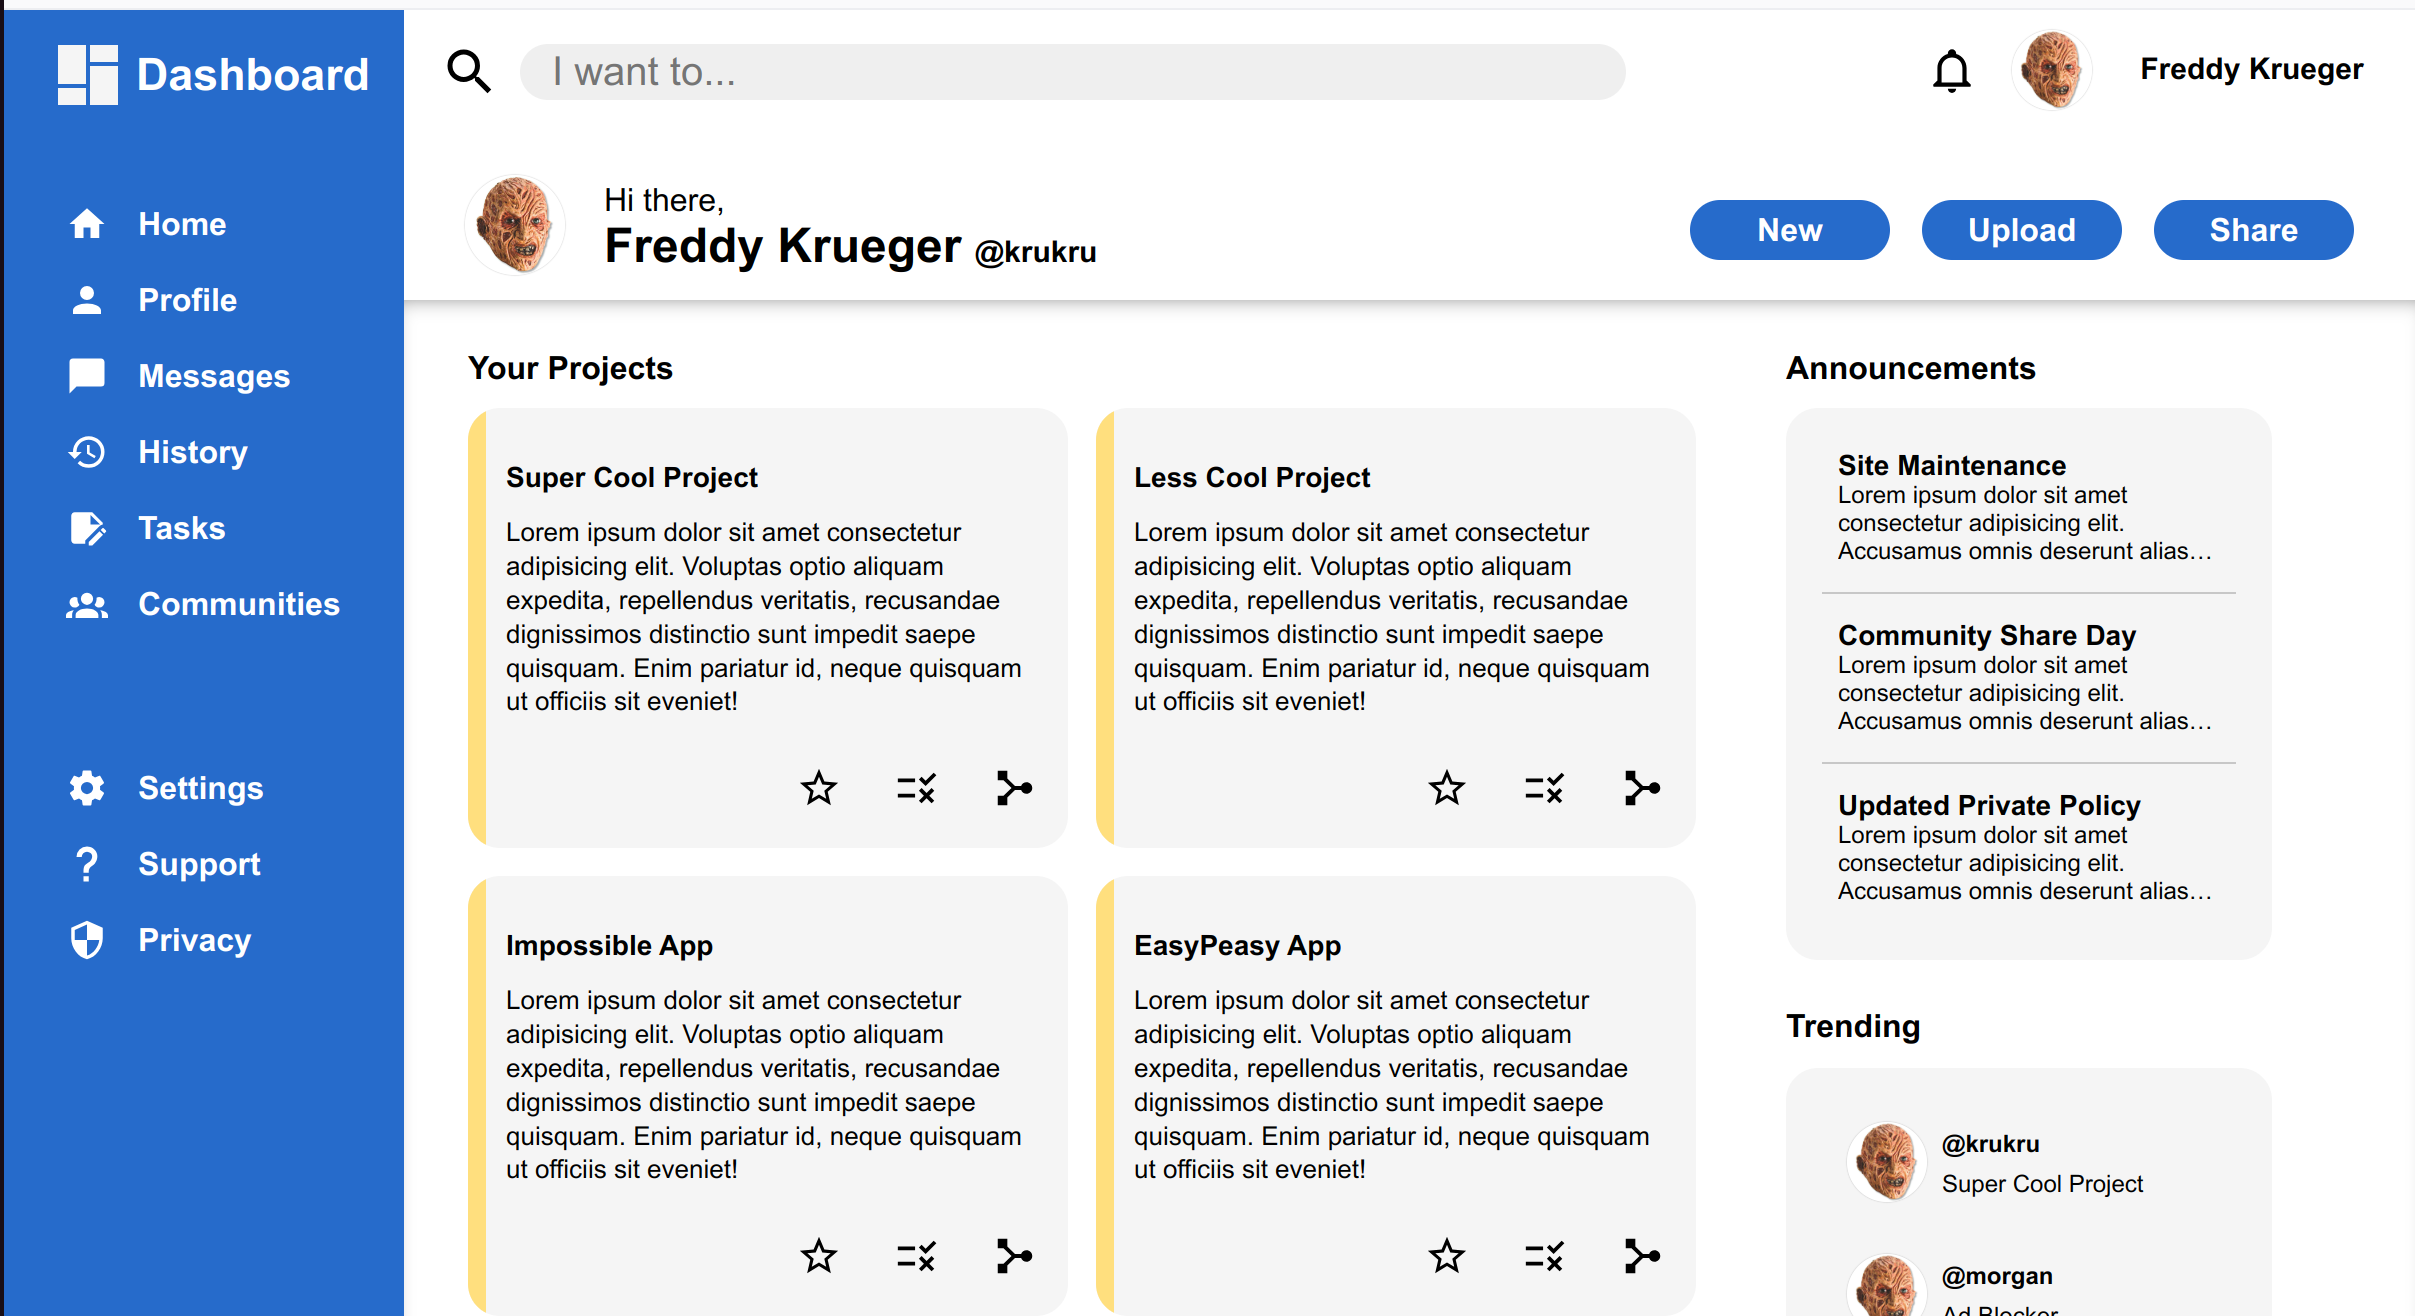 Dashboard
I want to...
Freddy Krueger
Home
Profile
Messages
History
Tasks
Communities
Settings
Support
Privacy
Hi there,
Freddy Krueger @krukru
New
Upload
Share
Your Projects
Super Cool Project
Lorem ipsum dolor sit amet consectetur
adipisicing elit. Voluptas optio aliquam
expedita, repellendus veritatis, recusandae
dignissimos distinctio sunt impedit saepe
quisquam. Enim pariatur id, neque quisquam
ut officiis sit eveniet!
Less Cool Project
Lorem ipsum dolor sit amet consectetur
adipisicing elit. Voluptas optio aliquam
expedita, repellendus veritatis, recusandae
dignissimos distinctio sunt impedit saepe
quisquam. Enim pariatur id, neque quisquam
ut officiis sit eveniet!
Impossible App
Lorem ipsum dolor sit amet consectetur
adipisicing elit. Voluptas optio aliquam
expedita, repellendus veritatis, recusandae
dignissimos distinctio sunt impedit saepe
quisquam. Enim pariatur id, neque quisquam
ut officiis sit eveniet!
EasyPeasy App
Lorem ipsum dolor sit amet consectetur
adipisicing elit. Voluptas optio aliquam
expedita, repellendus veritatis, recusandae
dignissimos distinctio sunt impedit saepe
quisquam. Enim pariatur id, neque quisquam
ut officiis sit eveniet!
Announcements
Site Maintenance
Lorem ipsum dolor sit amet
consectetur adipisicing elit.
Accusamus omnis deserunt alias…
Community Share Day
Lorem ipsum dolor sit amet
consectetur adipisicing elit.
Accusamus omnis deserunt alias…
Updated Private Policy
Lorem ipsum dolor sit amet
consectetur adipisicing elit.
Accusamus omnis deserunt alias…
Trending
@krukru
Super Cool Project
@morgan
Ad Blocker